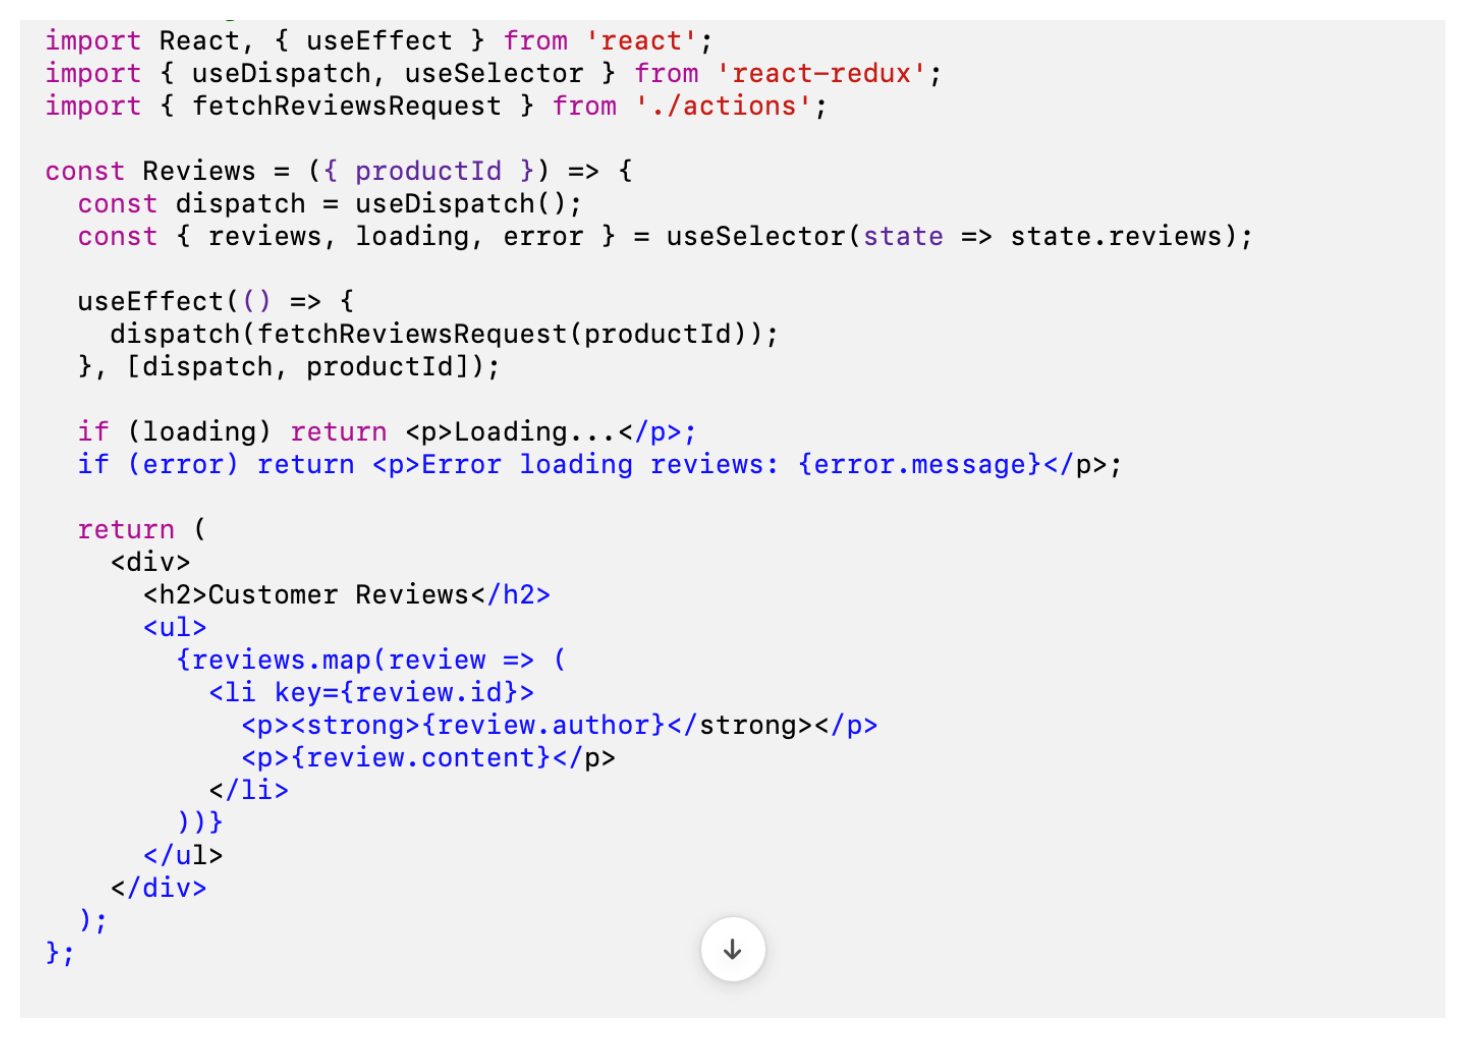 import React, { useEffect } from 'react';
import { useDispatch, useSelector } from 'react-redux';
import { fetchReviewsRequest } from './actions';

const Reviews = ({ productId }) => {
  const dispatch = useDispatch();
  const { reviews, loading, error } = useSelector(state => state.reviews);

  useEffect(() => {
    dispatch(fetchReviewsRequest(productId));
  }, [dispatch, productId]);

  if (loading) return <p>Loading...</p>;
  if (error) return <p>Error loading reviews: {error.message}</p>;

  return (
    <div>
      <h2>Customer Reviews</h2>
      <ul>
        {reviews.map(review => (
          <li key={review.id}>
            <p><strong>{review.author}</strong></p>
            <p>{review.content}</p>
          </li>
        ))}
      </ul>
    </div>
  );
};